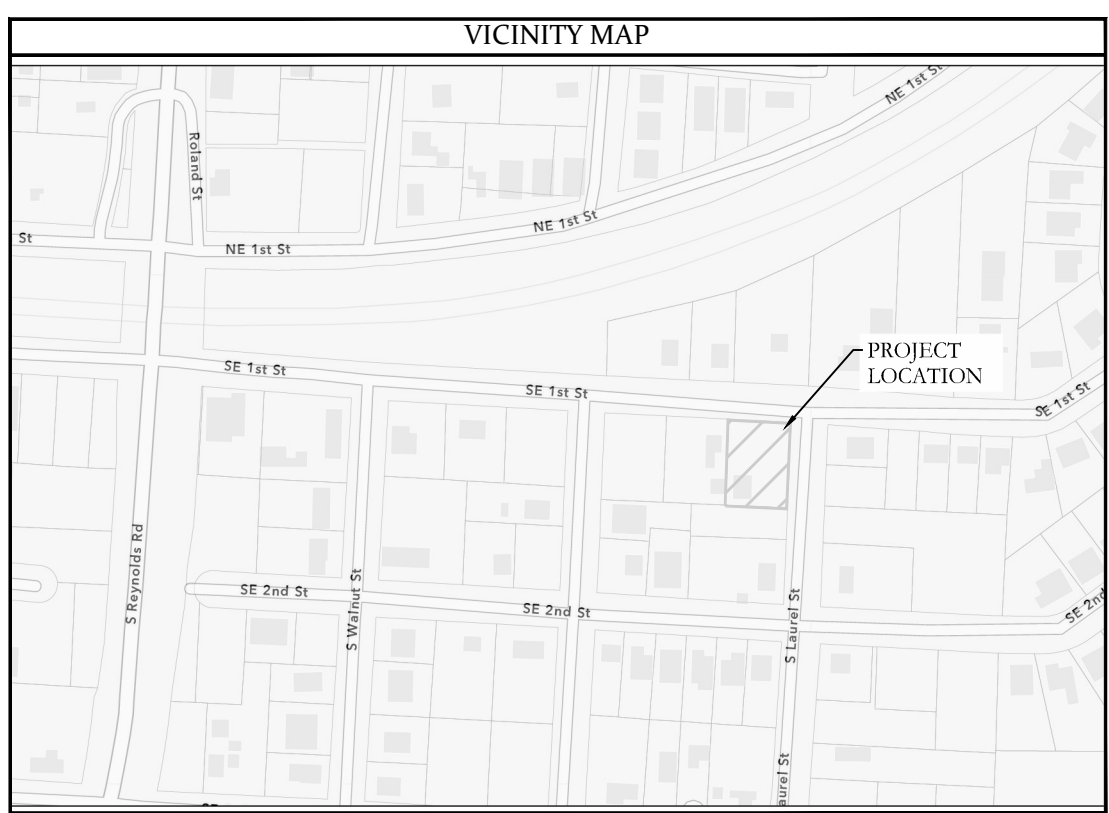 VICINITY MAP
NE 1st St
Roland St
NE 1st St
St
NE 1st St
PROJECT
LOCATION
SE 1st St
SE 1st St
SE 1st St
S Reynolds Rd
S Walnut St
SE 2nd St
SE 2nd St
S Laurel St
SE 2nd
aurel St